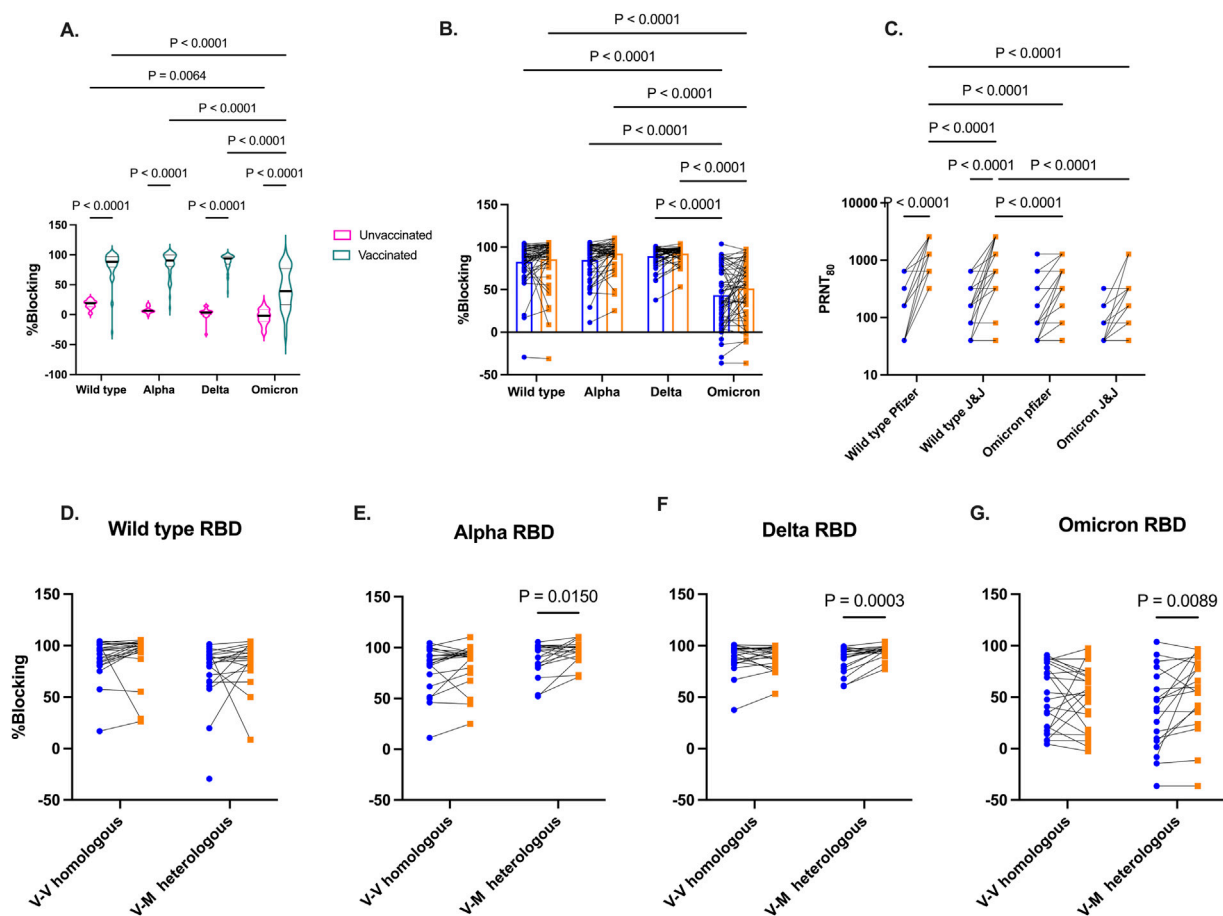 A.
P < 0.0001
P = 0.0064
P < 0.0001
P < 0.0001
P < 0.0001
P < 0.0001
P < 0.0001
P < 0.0001
%Blocking
150
100
50
0
-50
-100
Wild type
Alpha
Delta
Omicron
Unvaccinated
Vaccinated
B.
P < 0.0001
P < 0.0001
P < 0.0001
P < 0.0001
P < 0.0001
P < 0.0001
%Blocking
150
100
50
0
-50
Wild type
Alpha
Delta
Omicron
C.
P < 0.0001
P < 0.0001
P < 0.0001
P < 0.0001
P < 0.0001
P < 0.0001
P < 0.0001
PRNT80
10000
1000
100
10
Wild type Pfizer
Wild type J&J
Omicron pfizer
Omicron J&J
D.
Wild type RBD
%Blocking
150
100
50
0
-50
V-V homologous
V-M heterologous
E.
Alpha RBD
P = 0.0150
150
100
50
0
-50
V-V homologous
V-M heterologous
F
Delta RBD
P = 0.0003
150
100
50
0
-50
V-V homologous
V-M heterologous
G.
Omicron RBD
P = 0.0089
150
100
50
0
-50
V-V homologous
V-M heterologous